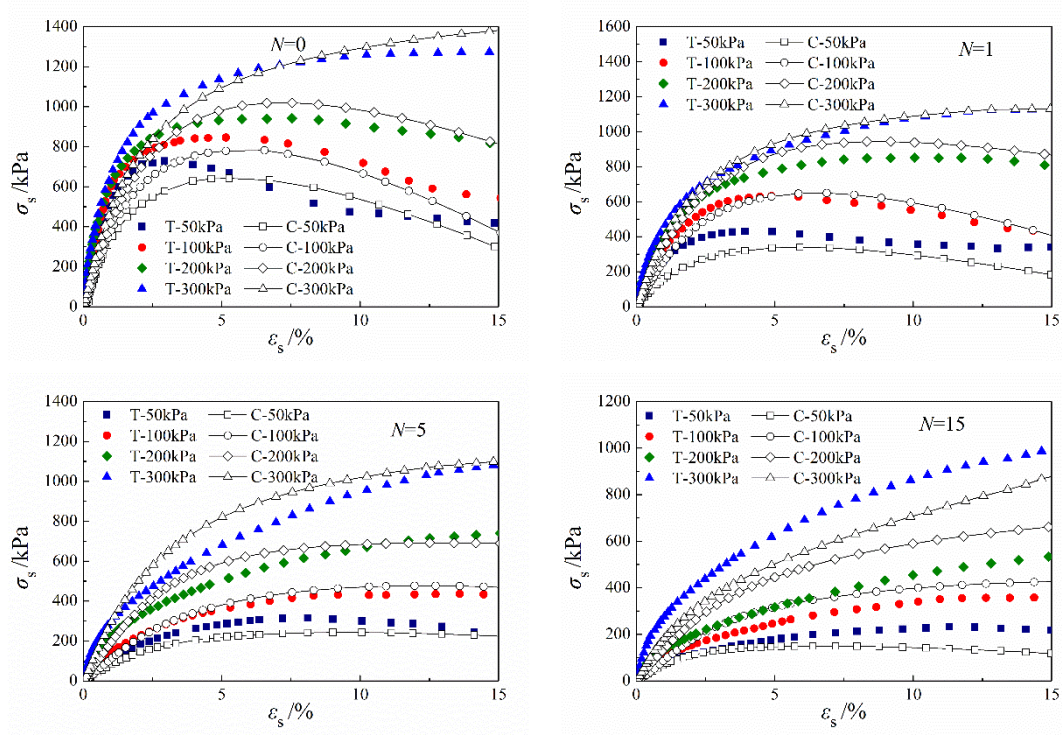 1400
1200
1000
800
600
400
200
0
σs /kPa
N=0
T-50kPa C-50kPa
T-100kPa C-100kPa
T-200kPa C-200kPa
T-300kPa C-300kPa
0 5 10 15
εs /%
1600
1400
1200
1000
800
600
400
200
0
σs /kPa
T-50kPa C-50kPa
T-100kPa C-100kPa
T-200kPa C-200kPa
T-300kPa C-300kPa
N=1
0 5 10 15
εs /%
1400
1200
1000
800
600
400
200
0
σs /kPa
T-50kPa C-50kPa
T-100kPa C-100kPa
T-200kPa C-200kPa
T-300kPa C-300kPa
N=5
0 5 10 15
εs /%
1200
1000
800
600
400
200
0
σs /kPa
T-50kPa C-50kPa
T-100kPa C-100kPa
T-200kPa C-200kPa
T-300kPa C-300kPa
N=15
0 5 10 15
εs /%